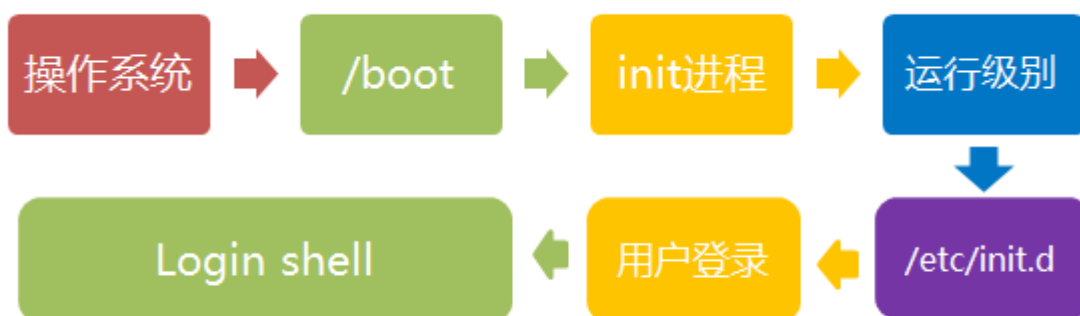 操作系统
/boot
init进程
运行级别
/etc/init.d
用户登录
Login shell